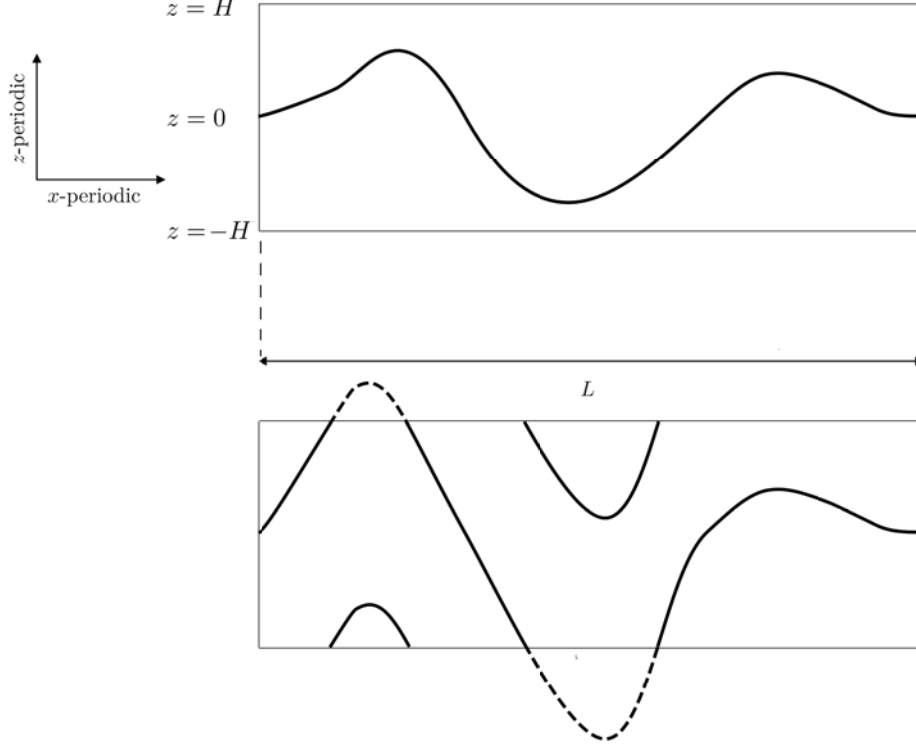 z = H
z-periodic
z = 0
x-periodic
z = −H
L